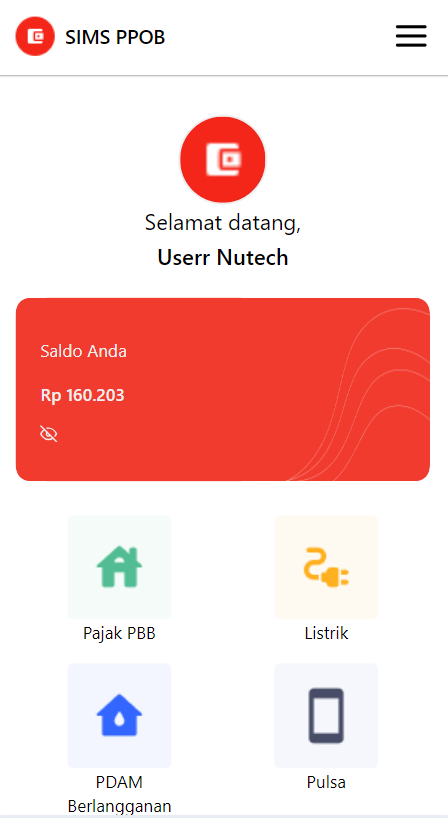 SIMS PPOB
Selamat datang,
Userr Nutech
Saldo Anda
Rp 160.203
Pajak PBB
Listrik
PDAM
Berlangganan
Pulsa